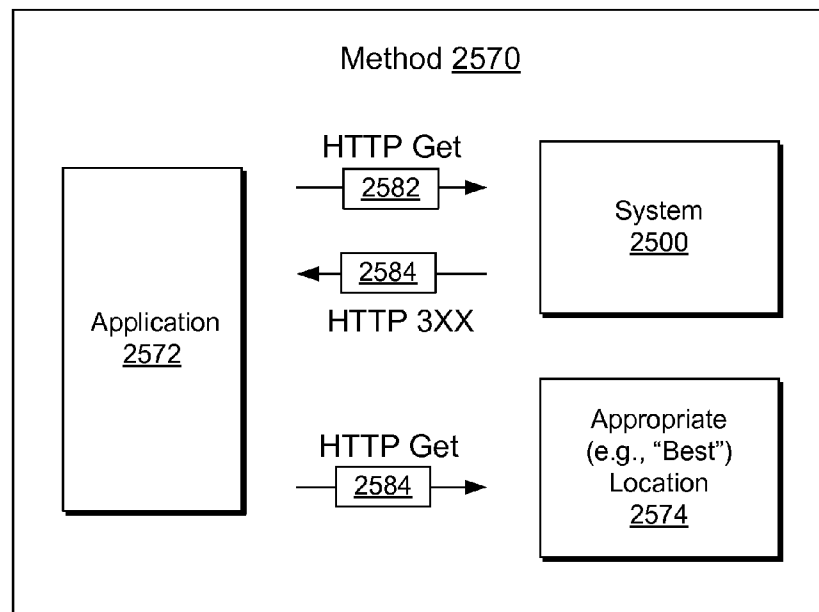 Method 2570
HTTP Get
2582
System
2500
2584
HTTP 3XX
Application
2572
HTTP Get
2584
Appropriate
(e.g., “Best”)
Location
2574